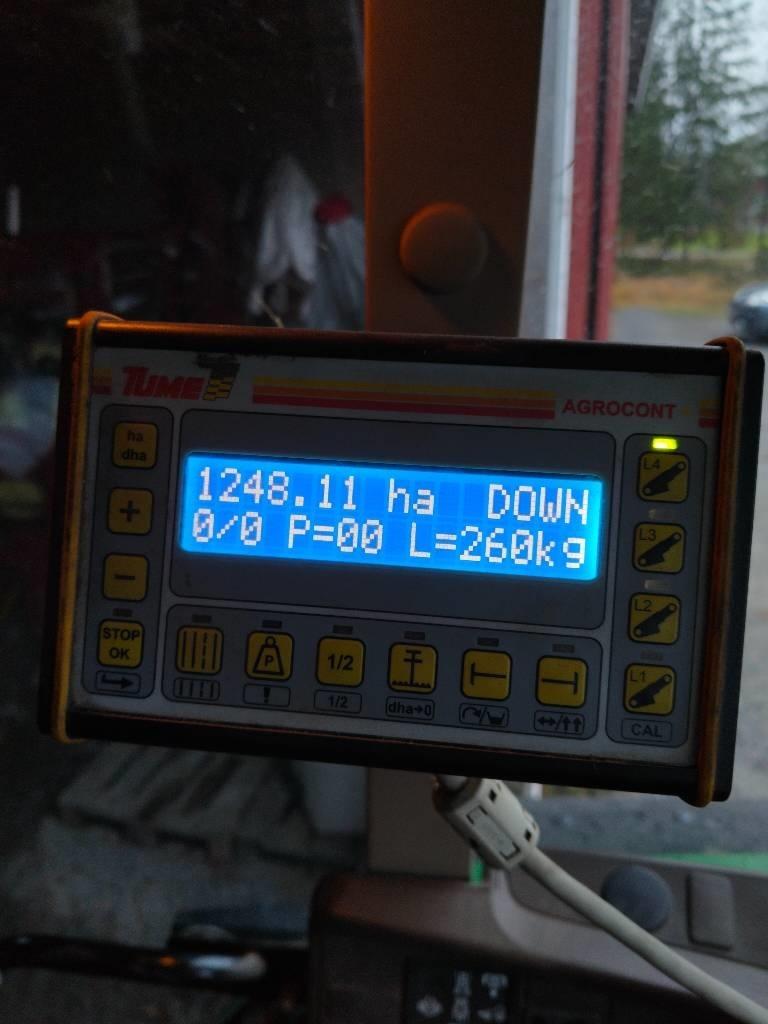 TUME
AGROCONT
ha
dha
1248.11 ha DOWN
0/0 P=00 L=260kg
L4
+
L3
−
L2
STOP
OK
P
1/2
L1
!
1/2
dha→0
CAL